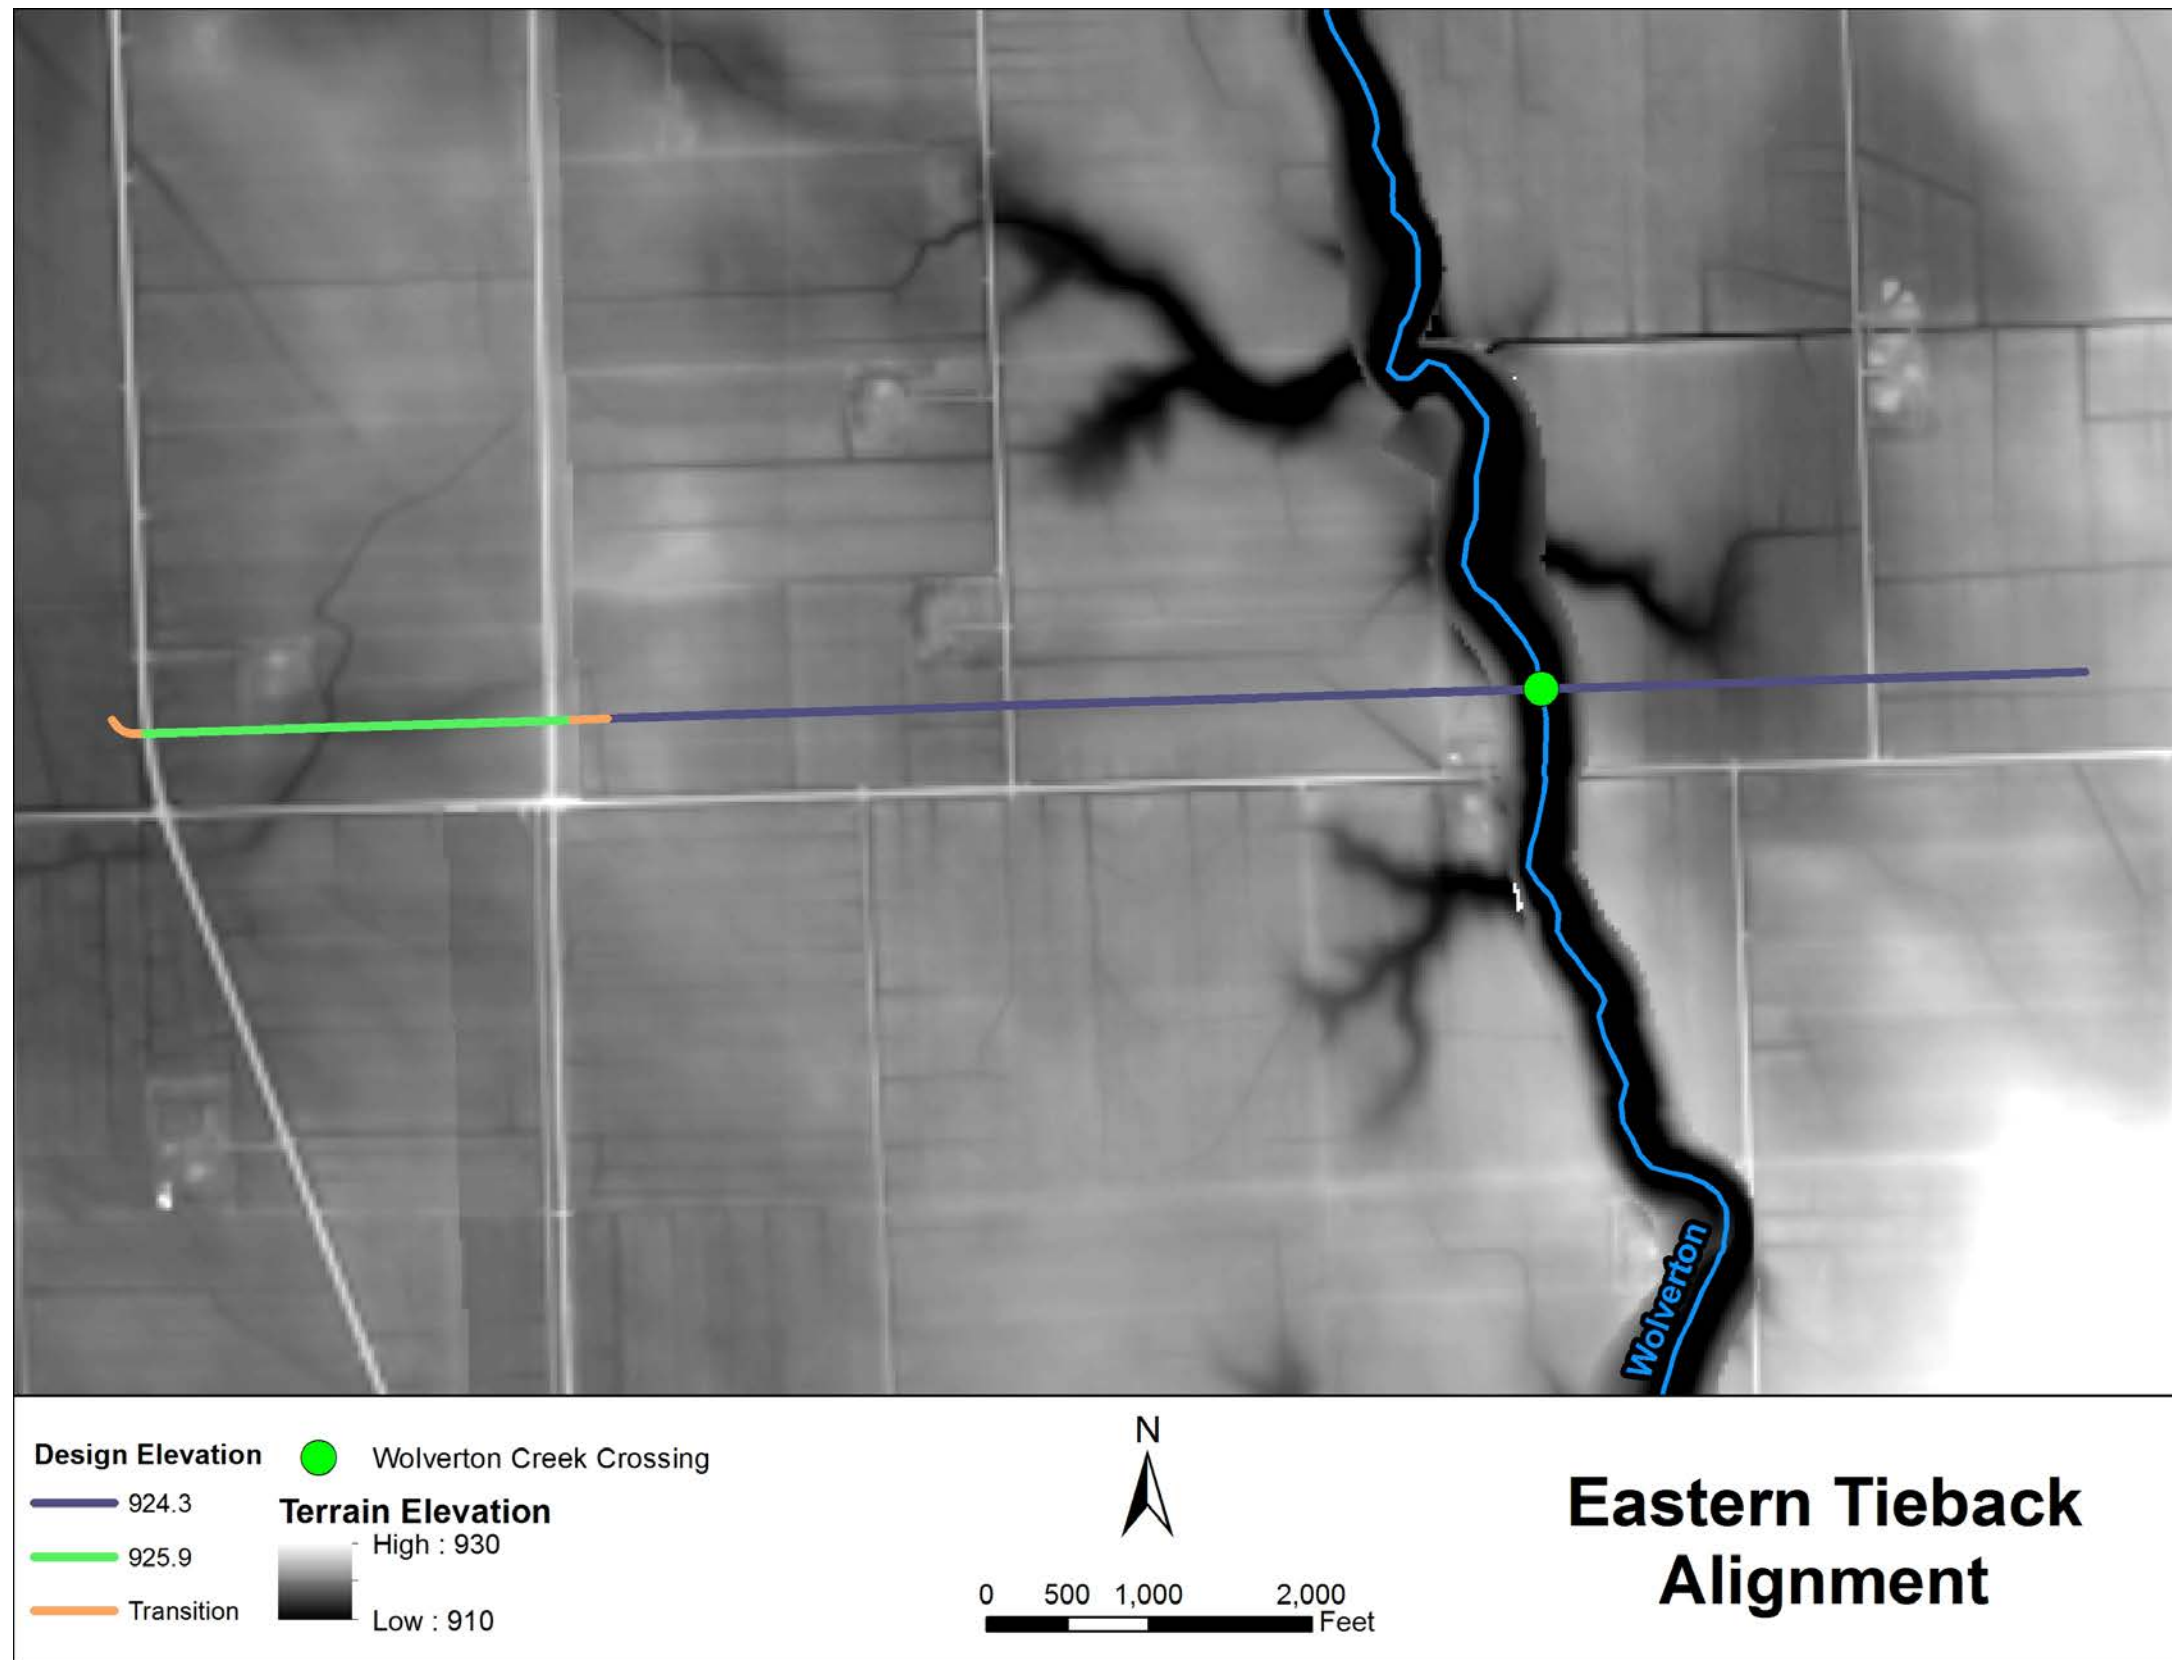 Wolverton
Design Elevation
924.3
925.9
Transition
Wolverton Creek Crossing
Terrain Elevation
High : 930
Low : 910
N
0 500 1,000 2,000
Feet
Eastern Tieback
Alignment